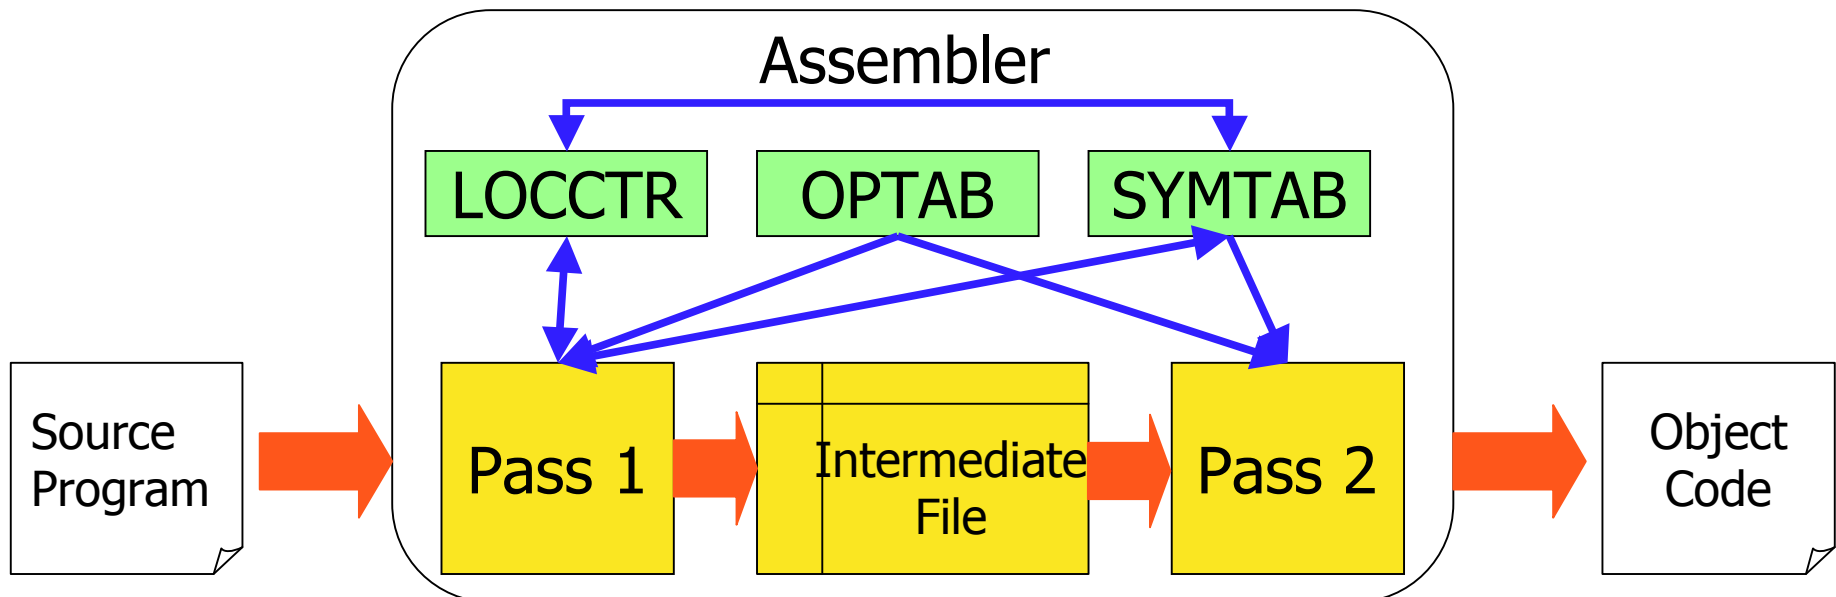 Assembler
LOCCTR
OPTAB
SYMTAB
Source
Program
Pass 1
Intermediate
File
Pass 2
Object
Code